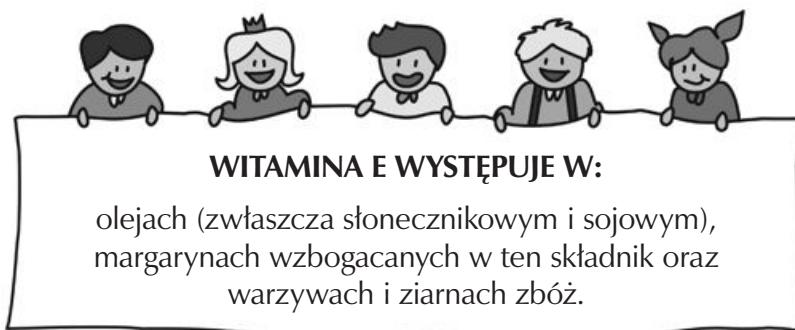 WITAMINA E WYSTĘPUJE W:
olejach (zwłaszcza słonecznikowym i sojowym),
margarynach wzbogacanych w ten składnik oraz
warzywach i ziarnach zbóż.